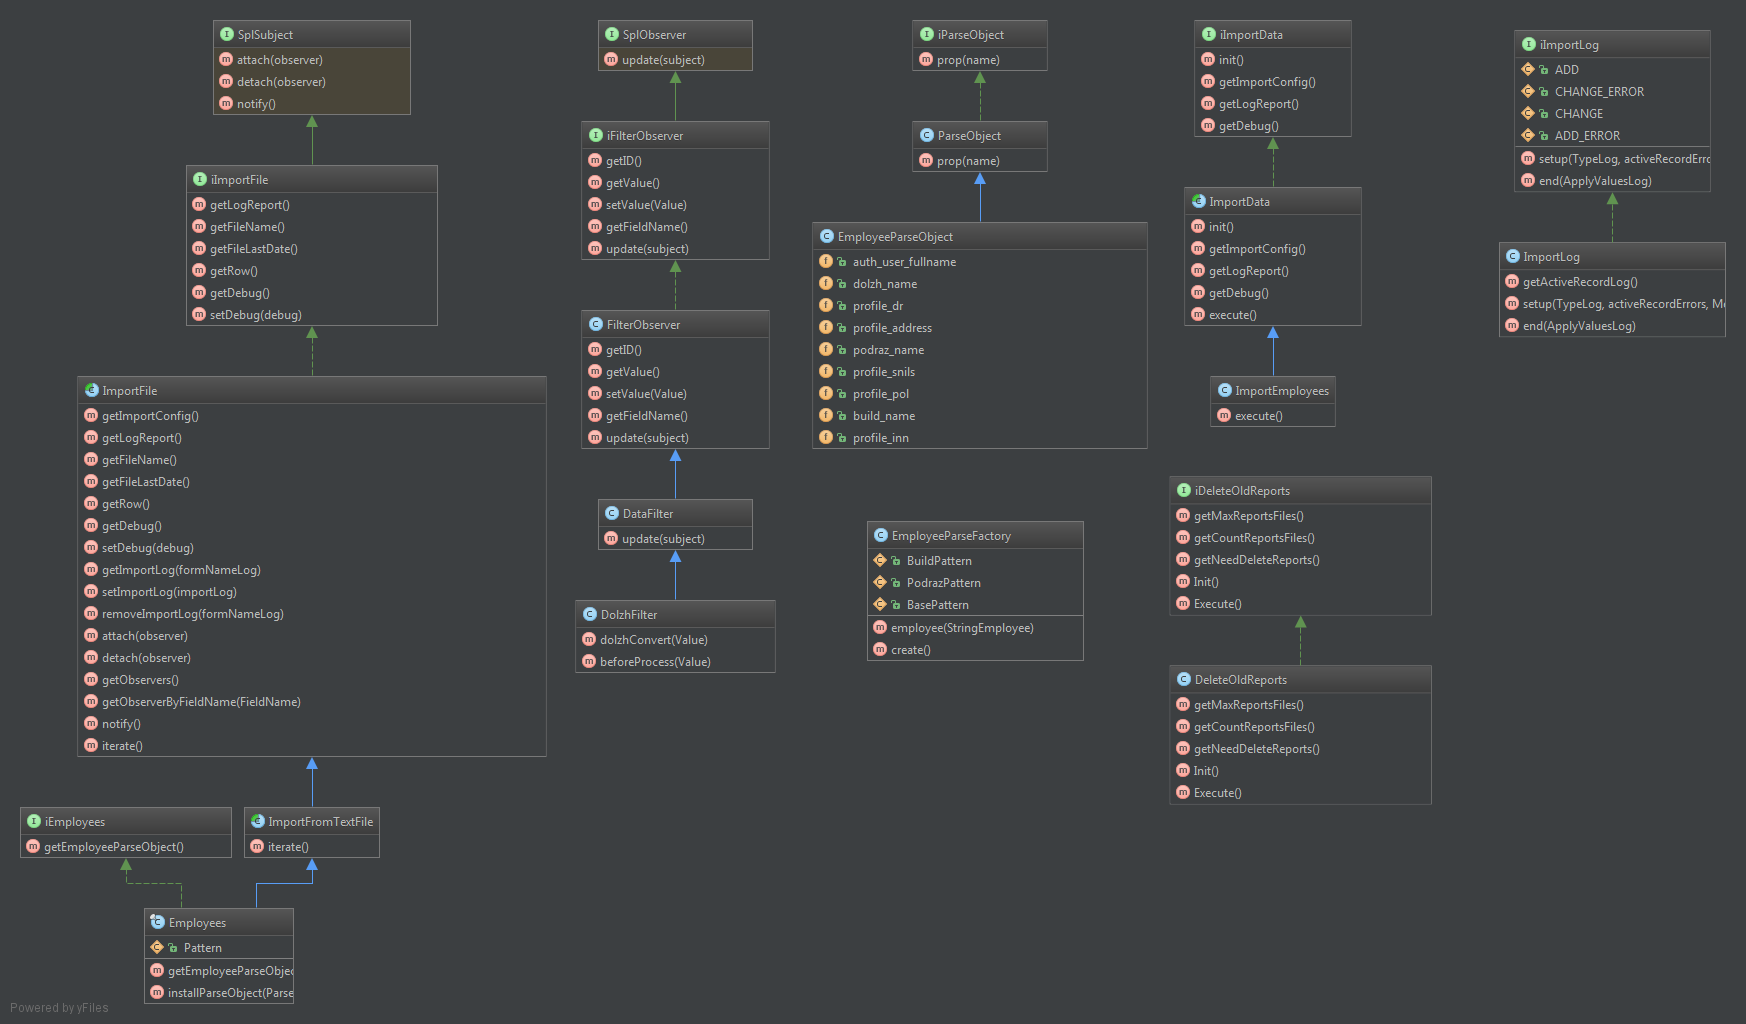 SplSubject
attach(observer)
detach(observer)
notify()
iImportFile
getLogReport()
getFileName()
getFileLastDate()
getRow()
getDebug()
setDebug(debug)
ImportFile
getImportConfig()
getLogReport()
getFileName()
getFileLastDate()
getRow()
getDebug()
setDebug(debug)
getImportLog(formNameLog)
setImportLog(importLog)
removeImportLog(formNameLog)
attach(observer)
detach(observer)
getObservers()
getObserverByFieldName(FieldName)
notify()
iterate()
iEmployees
getEmployeeParseObject()
ImportFromTextFile
iterate()
Employees
Pattern
getEmployeeParseObjec
installParseObject(Parse
SplObserver
update(subject)
iFilterObserver
getID()
getValue()
setValue(Value)
getFieldName()
update(subject)
FilterObserver
getID()
getValue()
setValue(Value)
getFieldName()
update(subject)
DataFilter
update(subject)
DolzhFilter
dolzhConvert(Value)
beforeProcess(Value)
iParseObject
prop(name)
ParseObject
prop(name)
EmployeeParseObject
auth_user_fullname
dolzh_name
profile_dr
profile_address
podraz_name
profile_snils
profile_pol
build_name
profile_inn
EmployeeParseFactory
BuildPattern
PodrazPattern
BasePattern
employee(StringEmployee)
create()
iImportData
init()
getImportConfig()
getLogReport()
getDebug()
ImportData
init()
getImportConfig()
getLogReport()
getDebug()
execute()
ImportEmployees
execute()
iDeleteOldReports
getMaxReportsFiles()
getCountReportsFiles()
getNeedDeleteReports()
Init()
Execute()
DeleteOldReports
getMaxReportsFiles()
getCountReportsFiles()
getNeedDeleteReports()
Init()
Execute()
iImportLog
ADD
CHANGE_ERROR
CHANGE
ADD_ERROR
setup(TypeLog, activeRecordErro
end(ApplyValuesLog)
ImportLog
getActiveRecordLog()
setup(TypeLog, activeRecordErrors, Mo
end(ApplyValuesLog)
Powered by yFiles